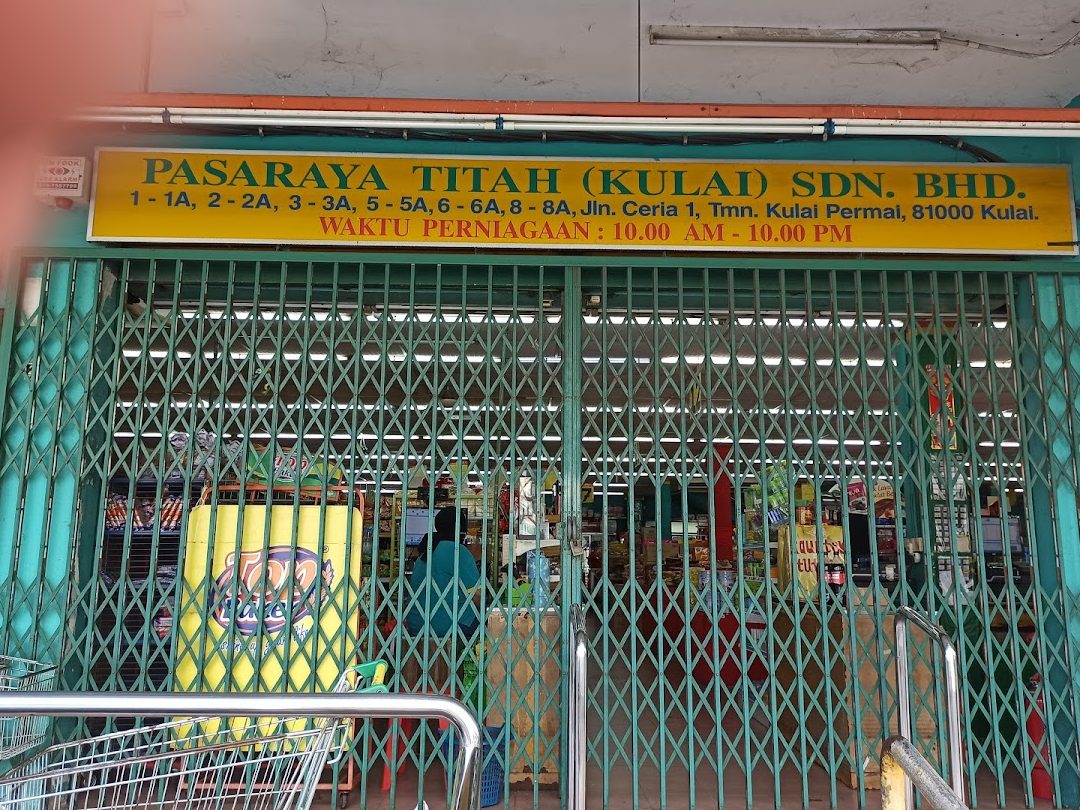 PASARAYA TITAH (KULAI) SDN. BHD.
1 - 1A, 2 - 2A, 3 - 3A, 5 - 5A, 6 - 6A, 8 - 8A, Jln. Ceria 1, Tmn. Kulai Permai, 81000 Kulai.
WAKTU PERNIAGAAN : 10.00 AM - 10.00 PM
TOP